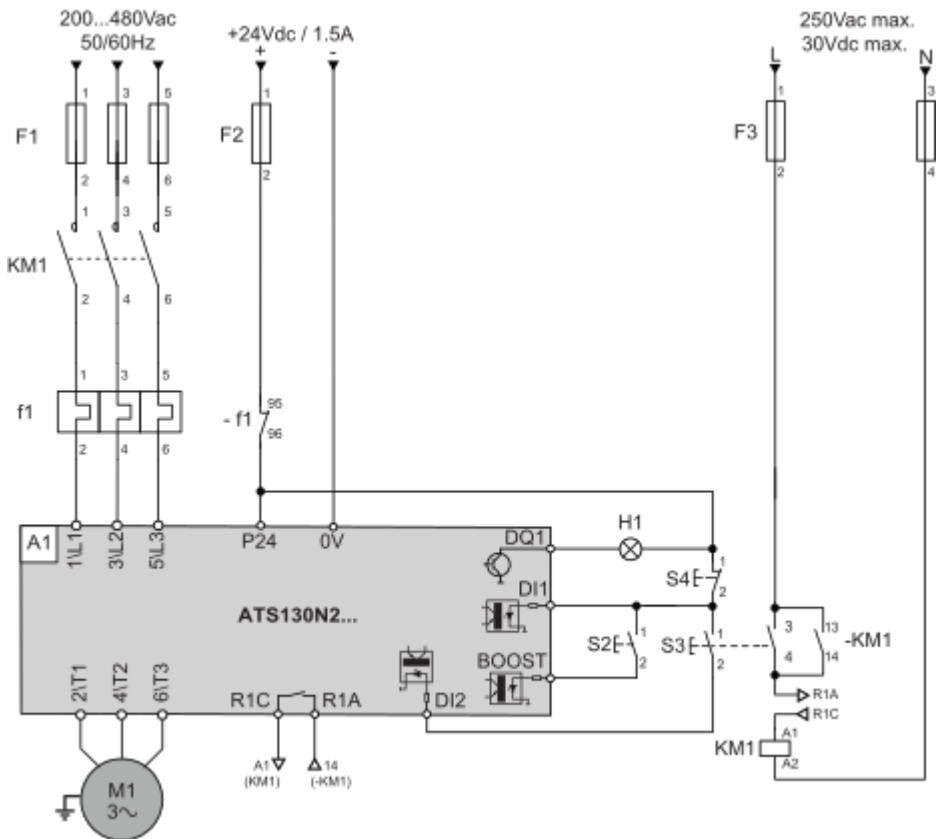 200...480Vac
50/60Hz
+24Vdc / 1.5A
+ -
250Vac max.
30Vdc max.
L N
1 3 5 1 1 3
F1 F2 F3
2 4 6 2 2 4
1 3 5
KM1
2 4 6
1 3 5
f1
2 4 6
- f1
95
96
A1
1\L1 3\L2 5\L3 P24 0V DQ1
H1
S4 1
2
DI1
ATS130N2...
S2 1
2
S3 1
2
3
4
13
14
-KM1
BOOST
2\T1 4\T2 6\T3
R1C R1A DI2
R1A
R1C
KM1 A1
A2
A1
(KM1)
14
(-KM1)
M1
3~